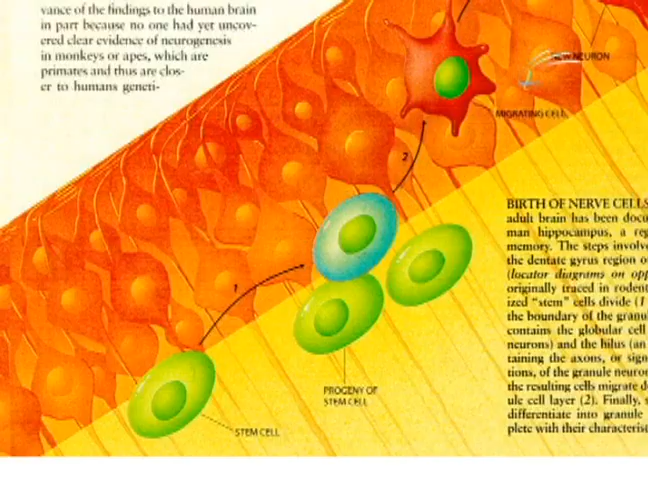 vance of the findings to the human brain
in part because no one had yet uncov-
ered clear evidence of neurogenesis
in monkeys or apes, which are
primates and thus are clos-
er to humans geneti-
NEURON
MIGRATING CELL
2
1
PROGENY OF
STEM CELL
STEM CELL
BIRTH OF NERVE CELLS
adult brain has been docu
man hippocampus, a reg
memory. The steps involve
the dentate gyrus region o
(locator diagrams on opp
originally traced in rodent
ized "stem" cells divide (1
the boundary of the granul
contains the globular cell
neurons) and the hilus (an
taining the axons, or sign
tions, of the granule neuron
the resulting cells migrate d
ule cell layer (2). Finally, s
differentiate into granule
plete with their characterist